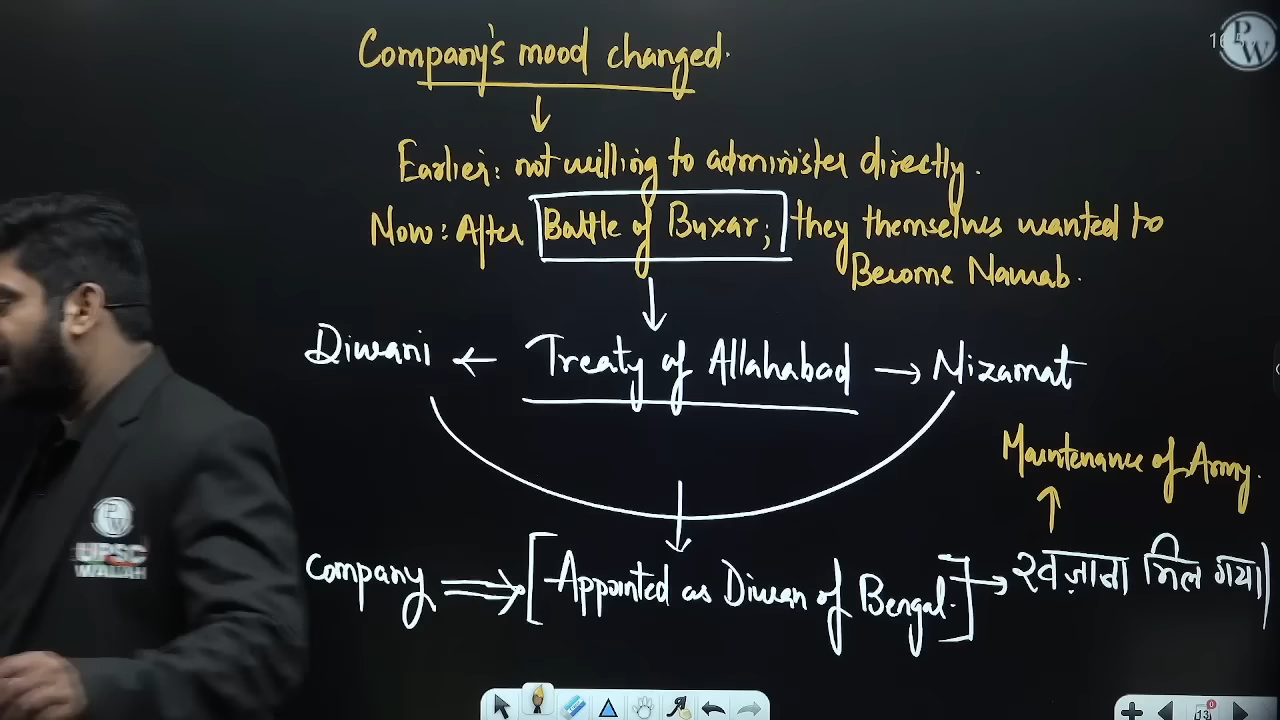 Company's mood changed.
Earlier: not willing to administer directly.
Now: After Battle of Buxar; they themselves wanted to
Become Nawab.
Diwani ← Treaty of Allahabad → Nizamat
Maintenance of Army.
Company ⇒ [Appointed as Diwan of Bengal.] → खज़ाना मिल गया|
PW
UPSC
WALLAH
PW